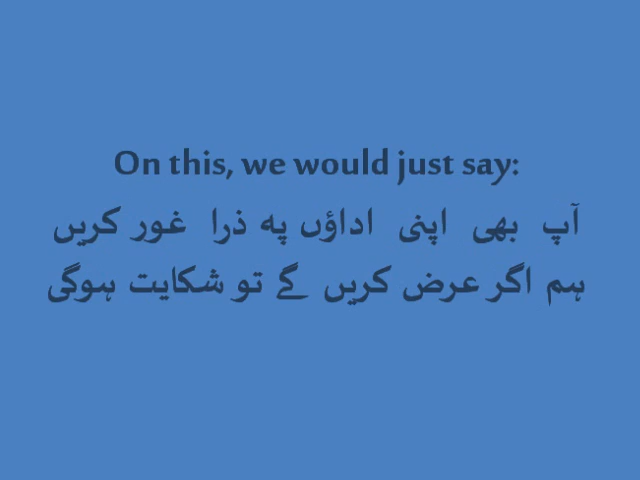 On this, we would just say:
آپ بھی اپنی اداؤں پہ ذرا غور کریں
ہم اگر عرض کریں گے تو شکایت ہوگی